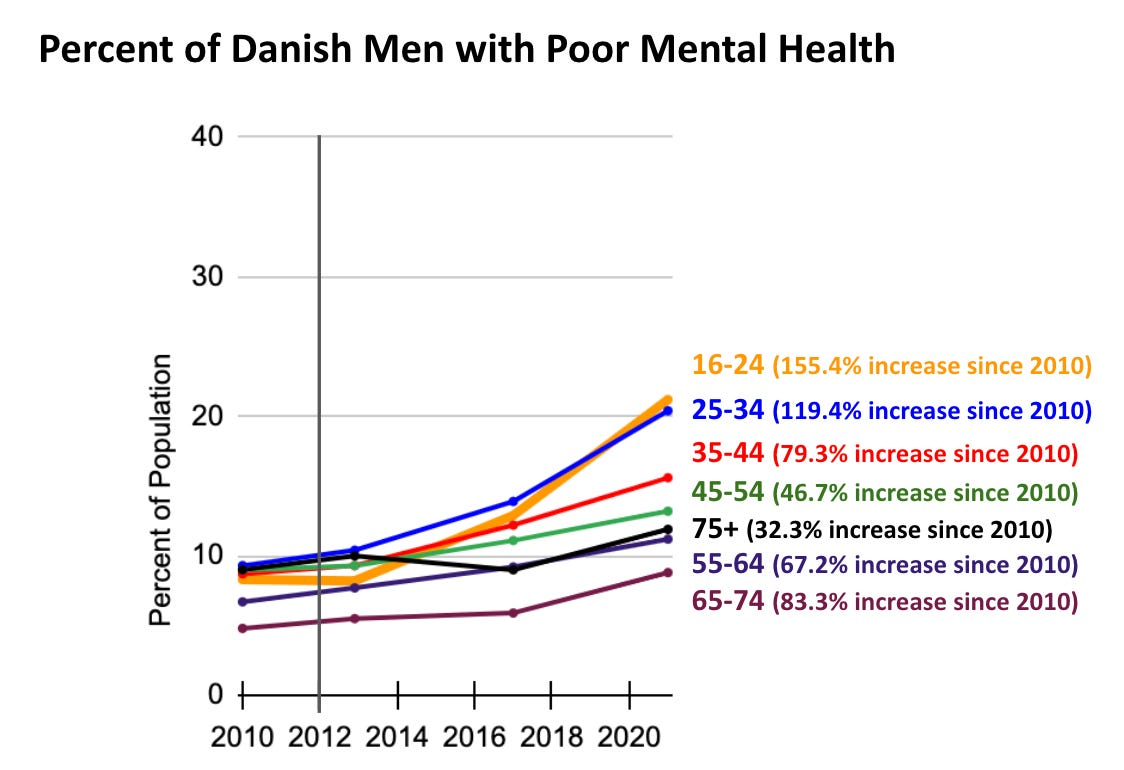 Percent of Danish Men with Poor Mental Health
40
30
20
10
0
Percent of Population
16-24 (155.4% increase since 2010)
25-34 (119.4% increase since 2010)
35-44 (79.3% increase since 2010)
45-54 (46.7% increase since 2010)
75+ (32.3% increase since 2010)
55-64 (67.2% increase since 2010)
65-74 (83.3% increase since 2010)
2010 2012 2014 2016 2018 2020